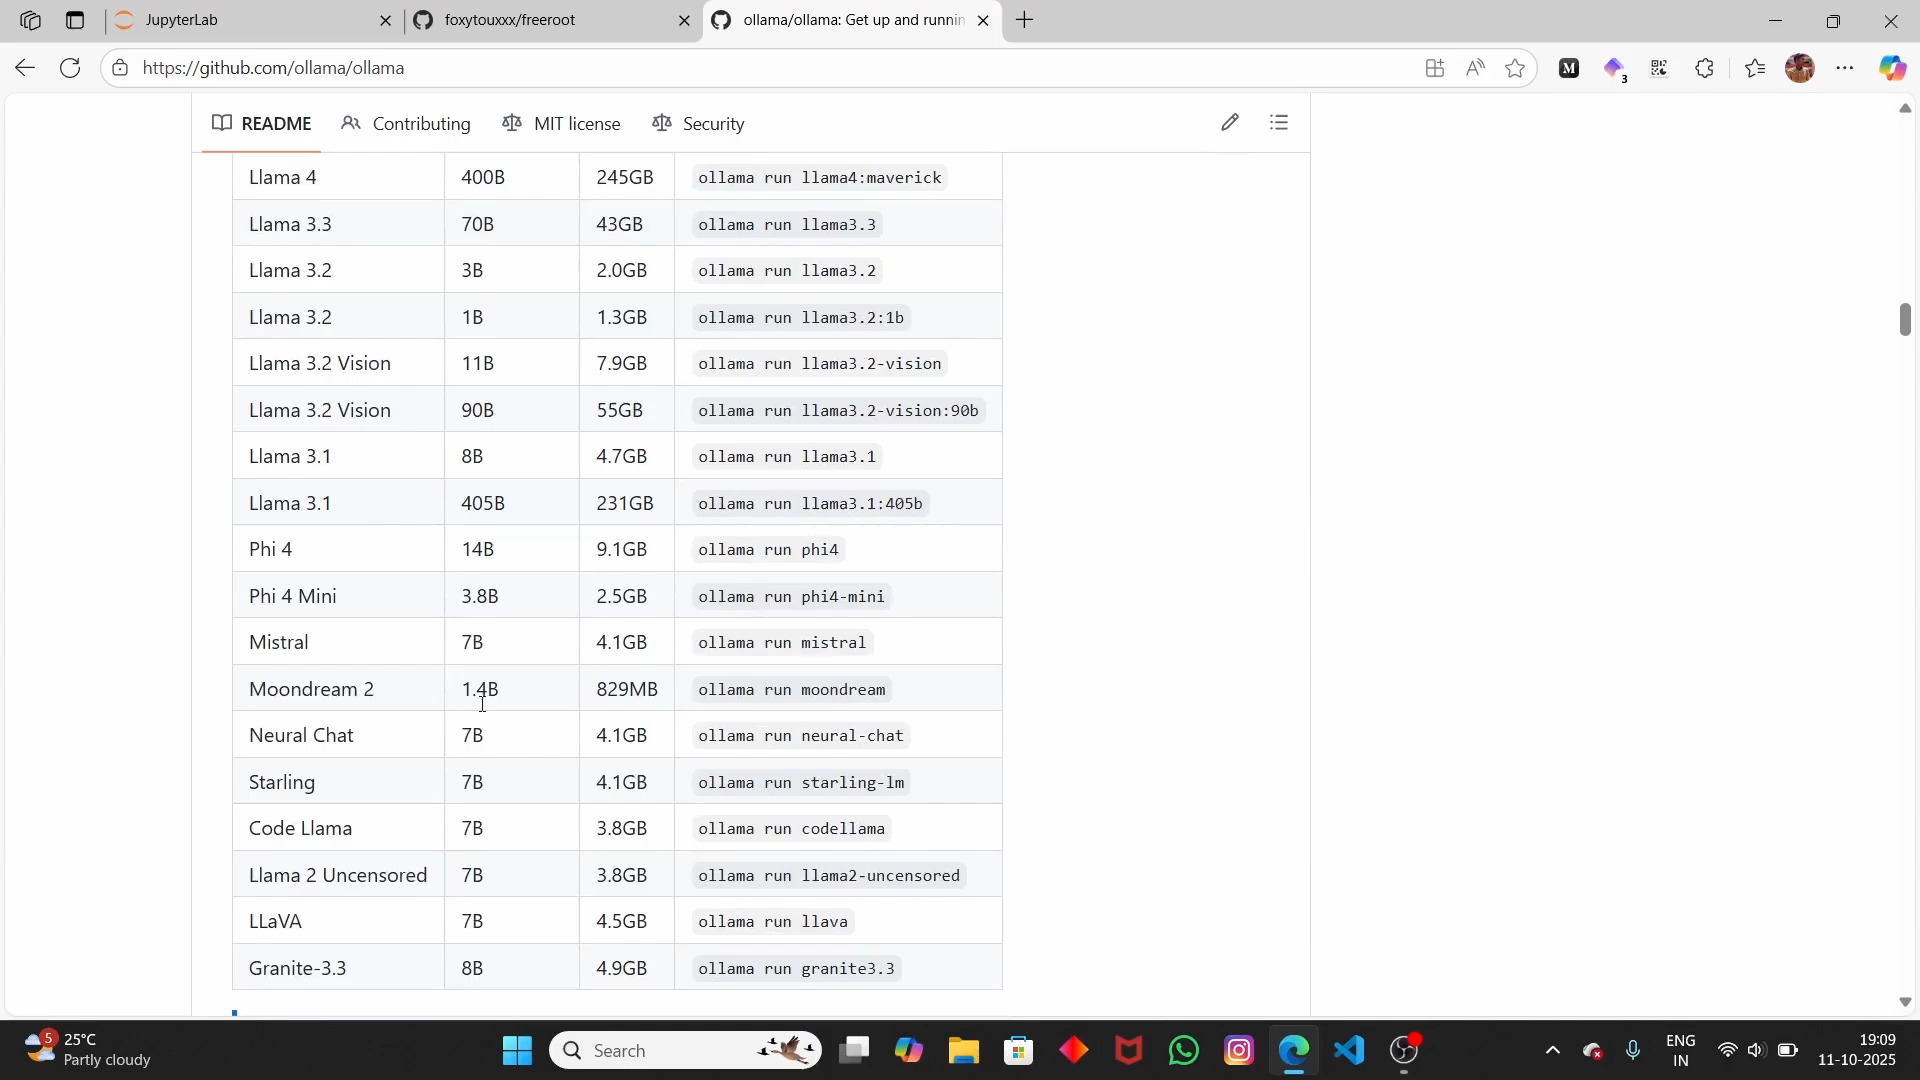 JupyterLab
foxytouxxx/freeroot
ollama/ollama: Get up and runnin
https://github.com/ollama/ollama
M
3
README Contributing MIT license Security
Llama 4 400B 245GB ollama run llama4:maverick
Llama 3.3 70B 43GB ollama run llama3.3
Llama 3.2 3B 2.0GB ollama run llama3.2
Llama 3.2 1B 1.3GB ollama run llama3.2:1b
Llama 3.2 Vision 11B 7.9GB ollama run llama3.2-vision
Llama 3.2 Vision 90B 55GB ollama run llama3.2-vision:90b
Llama 3.1 8B 4.7GB ollama run llama3.1
Llama 3.1 405B 231GB ollama run llama3.1:405b
Phi 4 14B 9.1GB ollama run phi4
Phi 4 Mini 3.8B 2.5GB ollama run phi4-mini
Mistral 7B 4.1GB ollama run mistral
Moondream 2 1.4B 829MB ollama run moondream
Neural Chat 7B 4.1GB ollama run neural-chat
Starling 7B 4.1GB ollama run starling-lm
Code Llama 7B 3.8GB ollama run codellama
Llama 2 Uncensored 7B 3.8GB ollama run llama2-uncensored
LLaVA 7B 4.5GB ollama run llava
Granite-3.3 8B 4.9GB ollama run granite3.3
5
25°C
Partly cloudy
Search
ENG
IN
19:09
11-10-2025